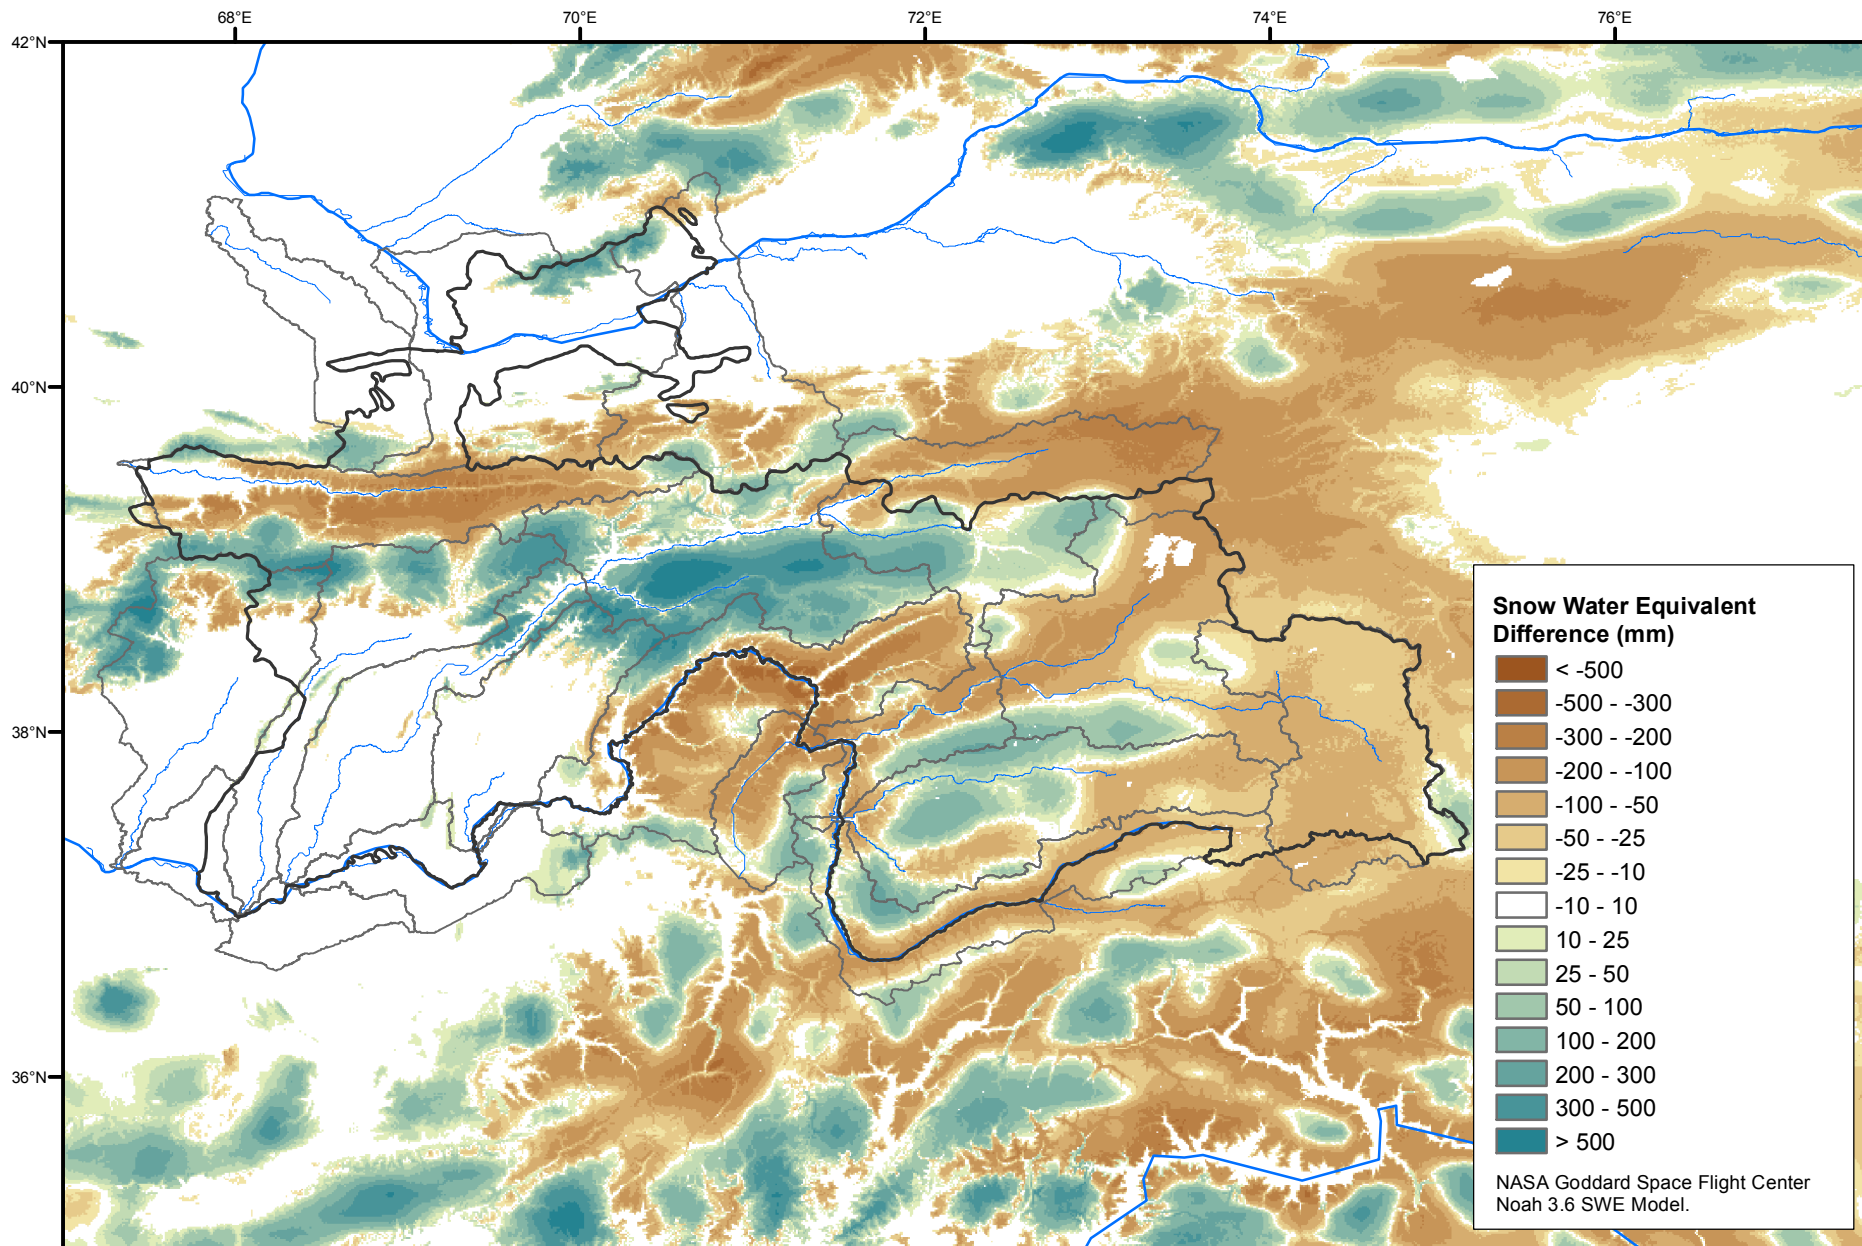 68°E
70°E
72°E
74°E
76°E
42°N
40°N
38°N
36°N
Snow Water Equivalent
Difference (mm)
< -500
-500 - -300
-300 - -200
-200 - -100
-100 - -50
-50 - -25
-25 - -10
-10 - 10
10 - 25
25 - 50
50 - 100
100 - 200
200 - 300
300 - 500
> 500
NASA Goddard Space Flight Center
Noah 3.6 SWE Model.